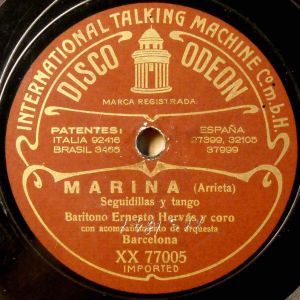 INTERNATIONAL TALKING MACHINE Co.m.b.H.
DISCO ODEON
MARCA REGISTRADA
PATENTES:
ITALIA 92416
BRASIL 3465
ESPAÑA
27399, 32105
37999
MARINA (Arrieta)
Seguidillas y tango
Baritono Ernesto Hervás y coro
con acompañamiento de orquesta
Barcelona
XX 77005
IMPORTED